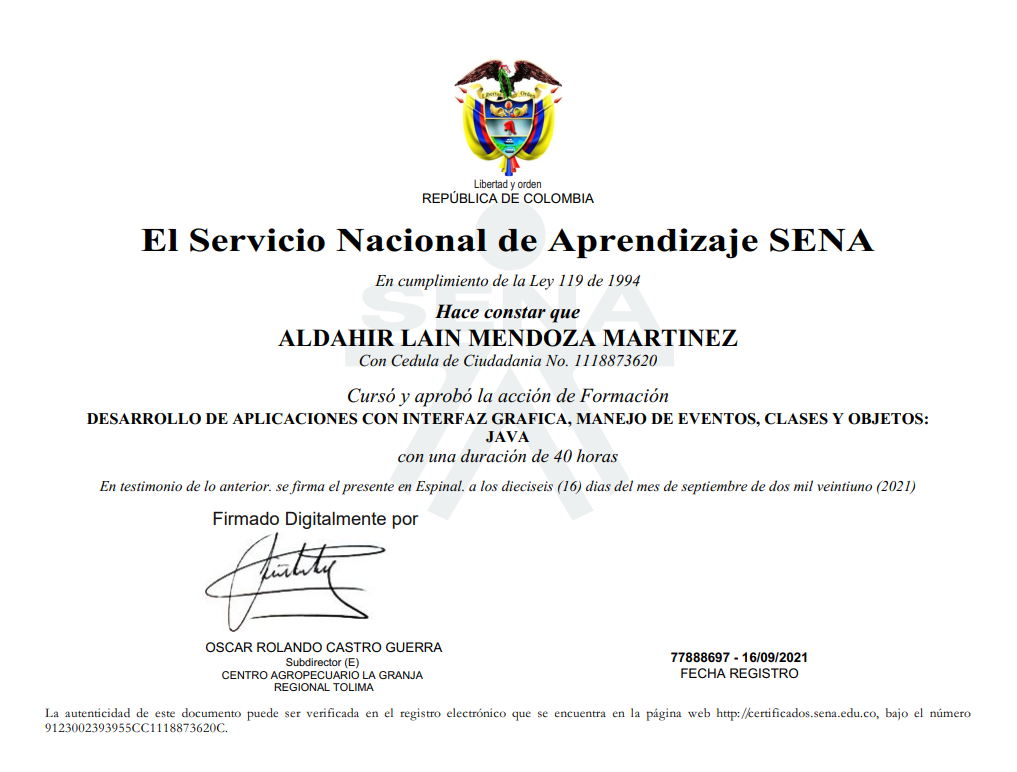 Libertad y Orden
Libertad y orden
REPÚBLICA DE COLOMBIA
El Servicio Nacional de Aprendizaje SENA
En cumplimiento de la Ley 119 de 1994
SENA
Hace constar que
ALDAHIR LAIN MENDOZA MARTINEZ
Con Cedula de Ciudadania No. 1118873620
Cursó y aprobó la acción de Formación
DESARROLLO DE APLICACIONES CON INTERFAZ GRAFICA, MANEJO DE EVENTOS, CLASES Y OBJETOS:
JAVA
con una duración de 40 horas
En testimonio de lo anterior. se firma el presente en Espinal. a los dieciseis (16) dias del mes de septiembre de dos mil veintiuno (2021)
Firmado Digitalmente por
OSCAR ROLANDO CASTRO GUERRA
Subdirector (E)
CENTRO AGROPECUARIO LA GRANJA
REGIONAL TOLIMA
77888697 - 16/09/2021
FECHA REGISTRO
La autenticidad de este documento puede ser verificada en el registro electrónico que se encuentra en la página web http://certificados.sena.edu.co, bajo el número
9123002393955CC1118873620C.